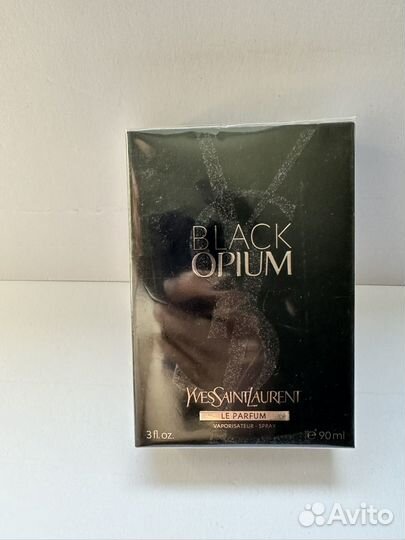 BLACK
OPIUM
YVESSAINTLAURENT
LE PARFUM
VAPORISATEUR - SPRAY
3 fl. oz. ℮ 90 ml
Avito